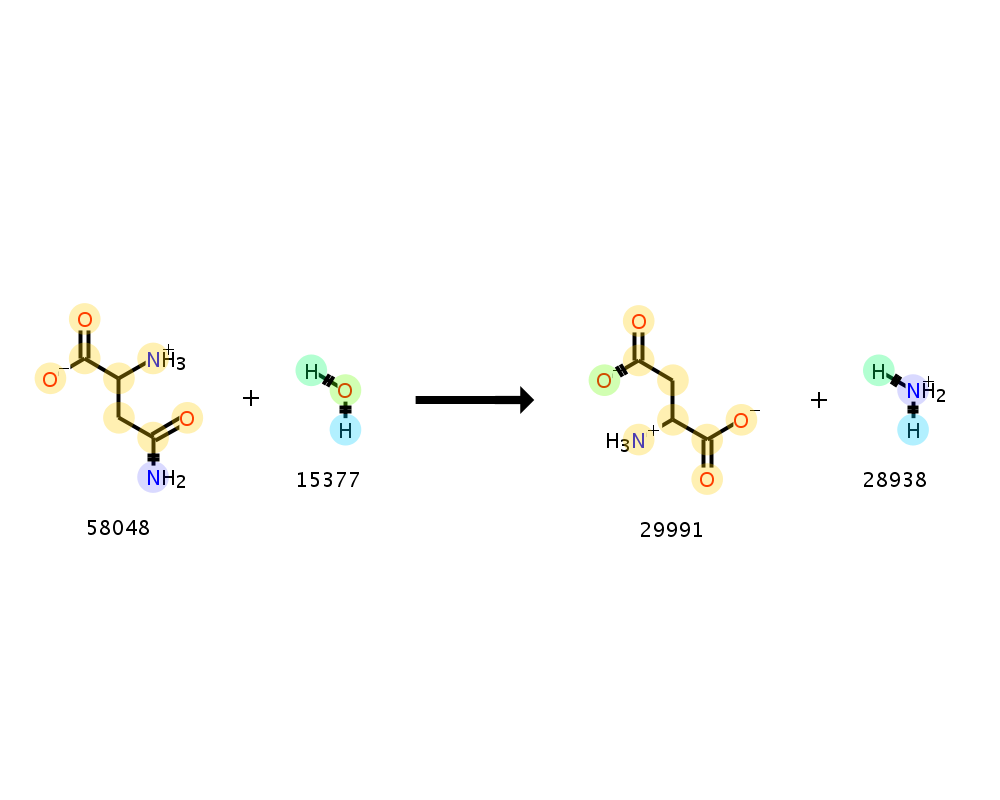 O
O⁻
NH3⁺
O
NH2
58048
+
H
O
H
15377
O
O⁻
H3N⁺
O⁻
O
29991
+
H
NH2⁺
H
28938